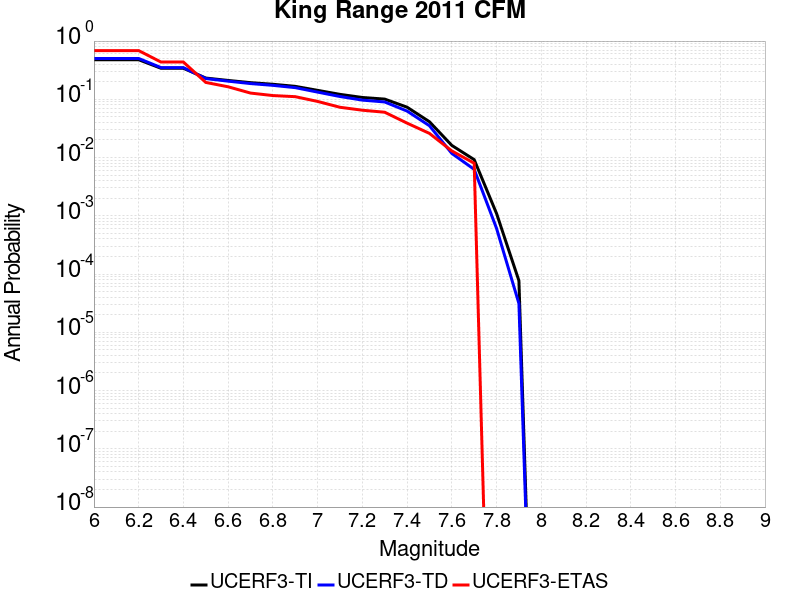 King Range 2011 CFM
10^0
10^-1
10^-2
10^-3
10^-4
10^-5
10^-6
10^-7
10^-8
Annual Probability
6 6.2 6.4 6.6 6.8 7 7.2 7.4 7.6 7.8 8 8.2 8.4 8.6 8.8 9
Magnitude
UCERF3-TI UCERF3-TD UCERF3-ETAS